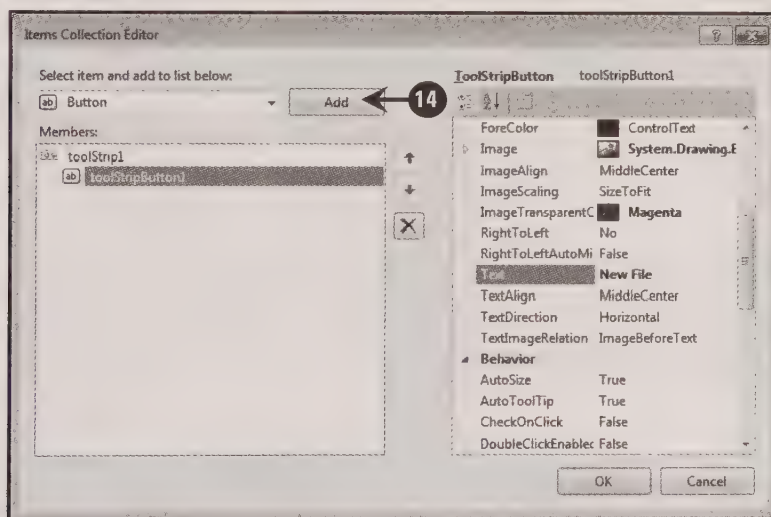 Items Collection Editor
?
Select item and add to list below:
ab Button
Add
14
Members:
toolStrip1
ab toolStripButton1
ToolStripButton toolStripButton1
ForeColor ControlText
Image System.Drawing.E
ImageAlign MiddleCenter
ImageScaling SizeToFit
ImageTransparentC Magenta
RightToLeft No
RightToLeftAutoMi False
Text New File
TextAlign MiddleCenter
TextDirection Horizontal
TextImageRelation ImageBeforeText
Behavior
AutoSize True
AutoToolTip True
CheckOnClick False
DoubleClickEnablec False
OK Cancel